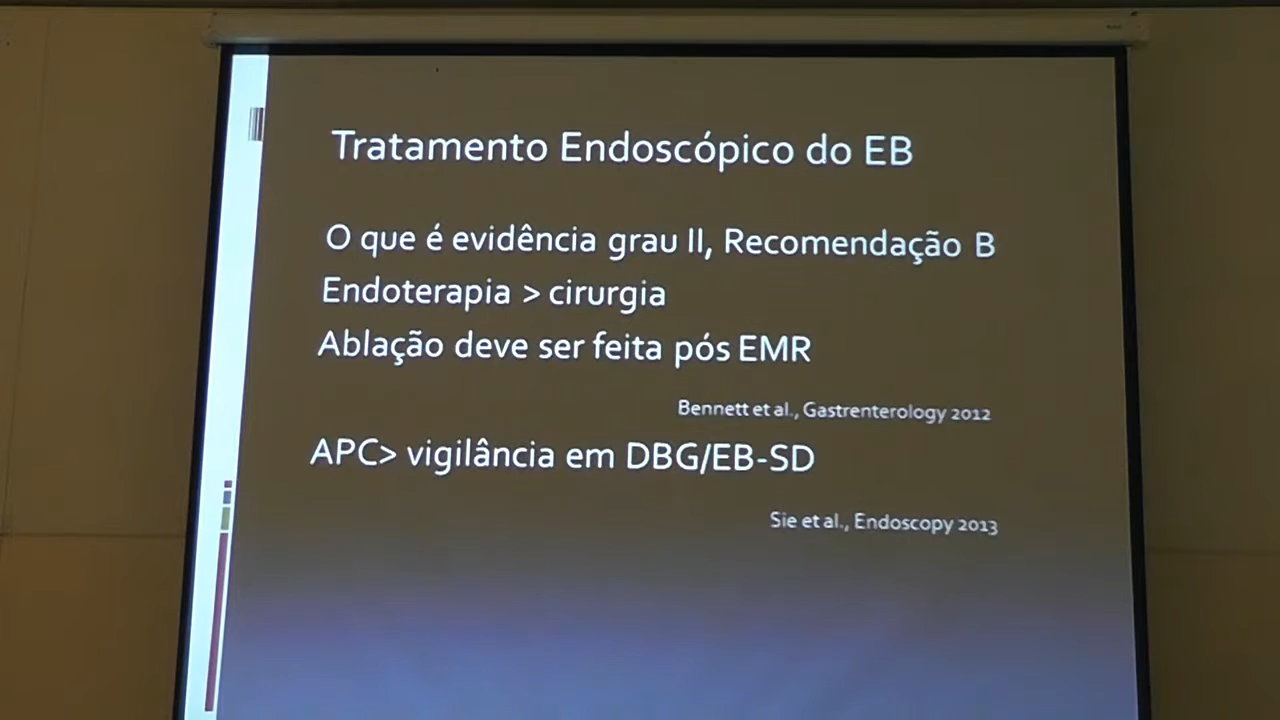 Tratamento Endoscópico do EB
O que é evidência grau II, Recomendação B
Endoterapia > cirurgia
Ablação deve ser feita pós EMR
Bennett et al., Gastrenterology 2012
APC> vigilância em DBG/EB-SD
Sie et al., Endoscopy 2013